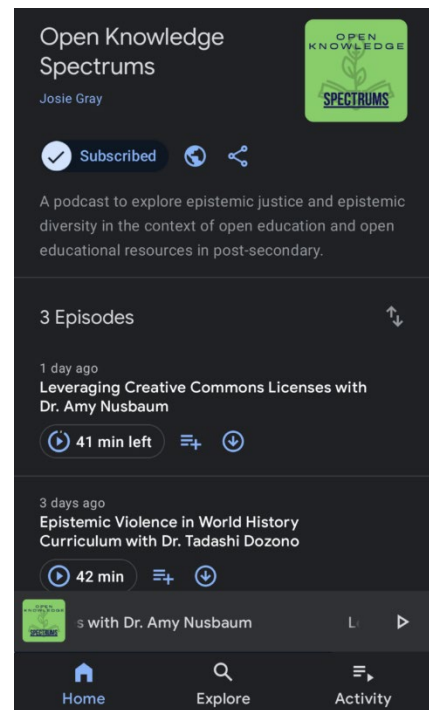 Open Knowledge
Spectrums
OPEN
KNOWLEDGE
SPECTRUMS
Josie Gray
Subscribed
A podcast to explore epistemic justice and epistemic
diversity in the context of open education and open
educational resources in post-secondary.
3 Episodes
1 day ago
Leveraging Creative Commons Licenses with
Dr. Amy Nusbaum
41 min left
3 days ago
Epistemic Violence in World History
Curriculum with Dr. Tadashi Dozono
42 min
OPEN
KNOWLEDGE
SPECTRUMS
s with Dr. Amy Nusbaum
Home
Explore
Activity